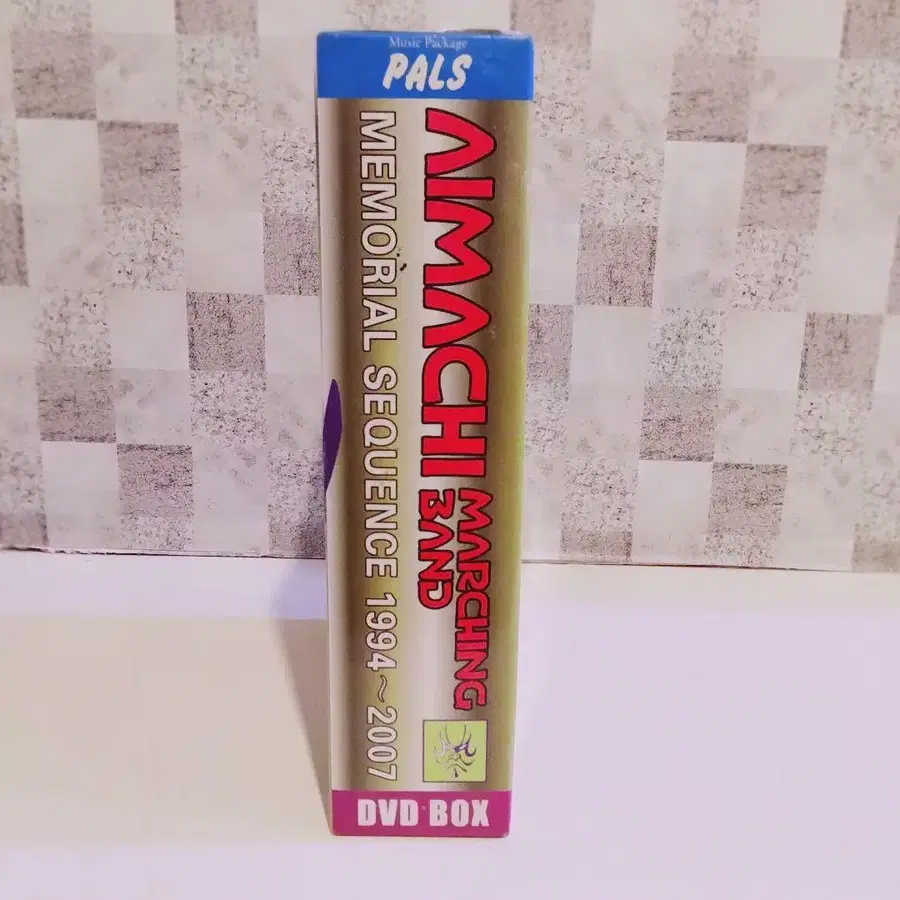 Music Package
PALS
AIMACHI MARCHING
BAND
MEMORIAL SEQUENCE 1994~2007
DVD BOX